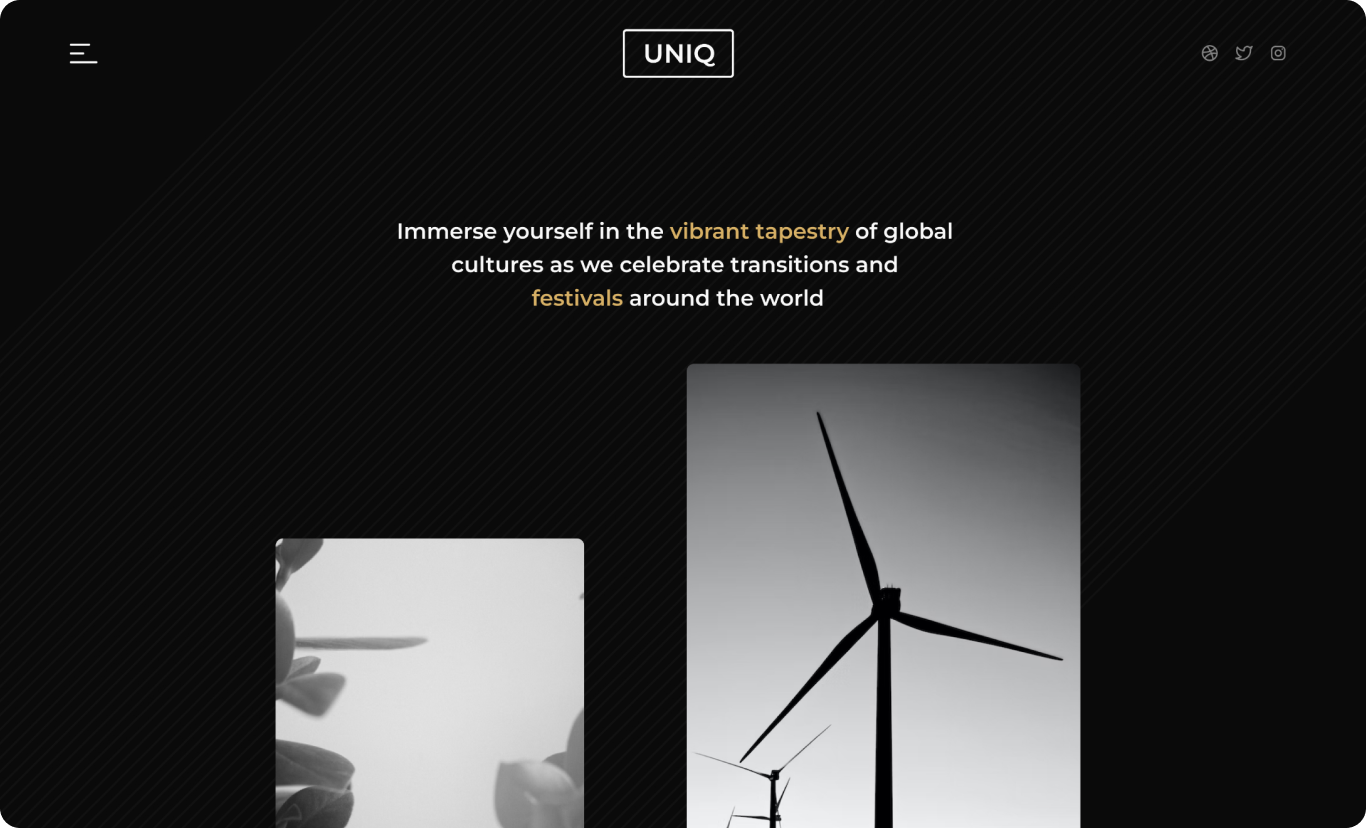 UNIQ
Immerse yourself in the vibrant tapestry of global
cultures as we celebrate transitions and
festivals around the world